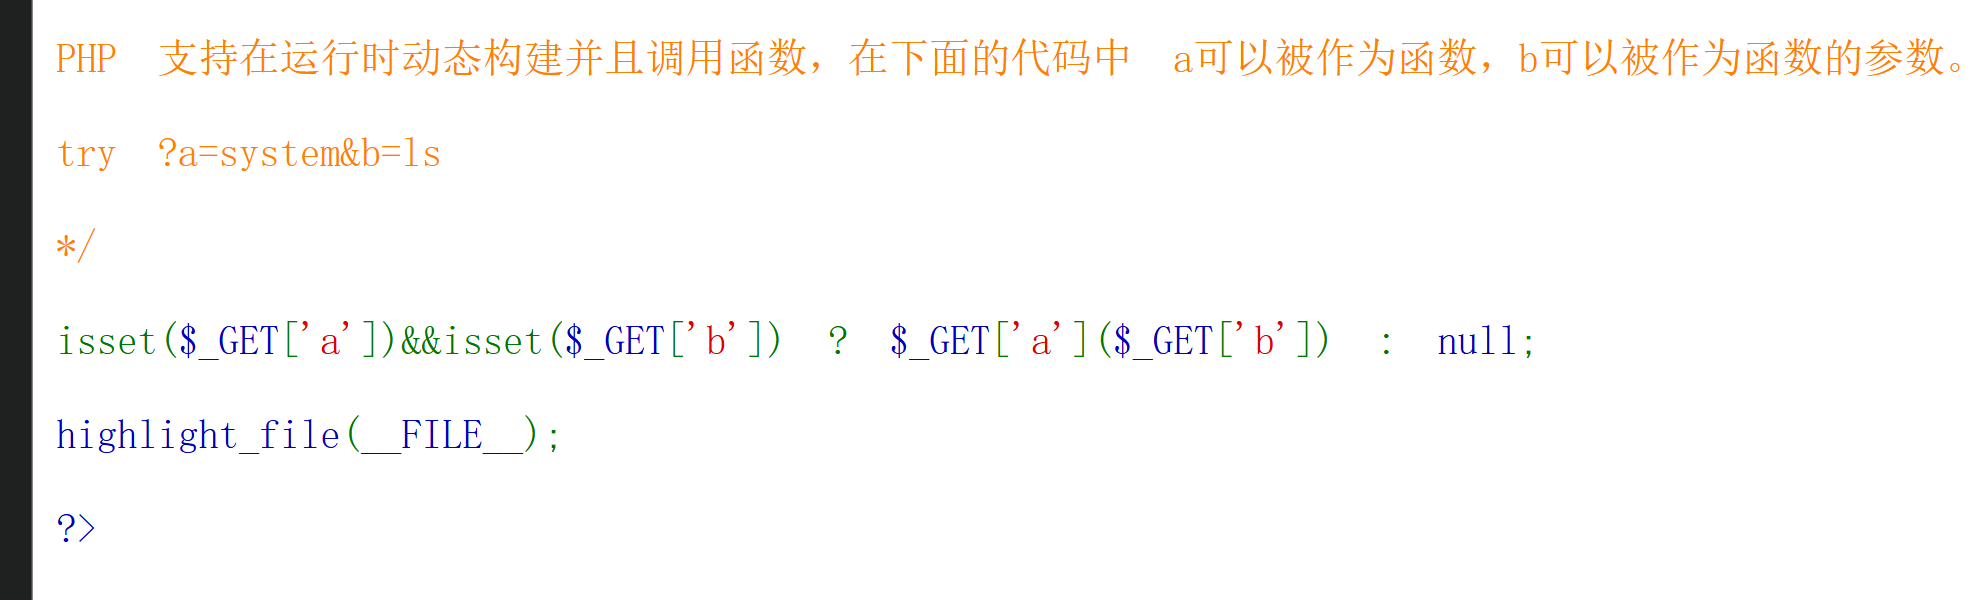 PHP 支持在运行时动态构建并且调用函数，在下面的代码中 a可以被作为函数，b可以被作为函数的参数。
try ?a=system&b=ls
*/
isset($_GET['a'])&&isset($_GET['b']) ? $_GET['a']($_GET['b']) : null;
highlight_file(__FILE__);
?>